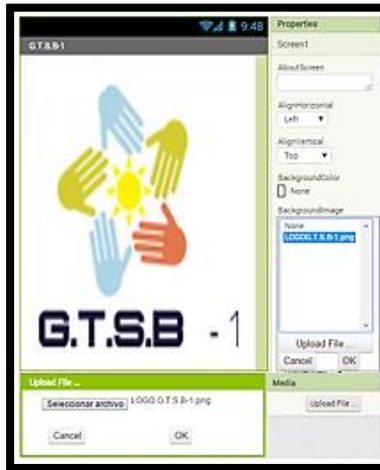 9:48
G.T.S.B-1
G.T.S.B - 1
Properties
Screen1
AboutScreen
AlignHorizontal
Left
AlignVertical
Top
BackgroundColor
None
BackgroundImage
None
LOGOG.T.S.B-1.png
Upload File ...
Cancel OK
Upload File ...
Seleccionar archivo LOGO G.T.S.B-1.png
Cancel OK
Media
Upload File ...